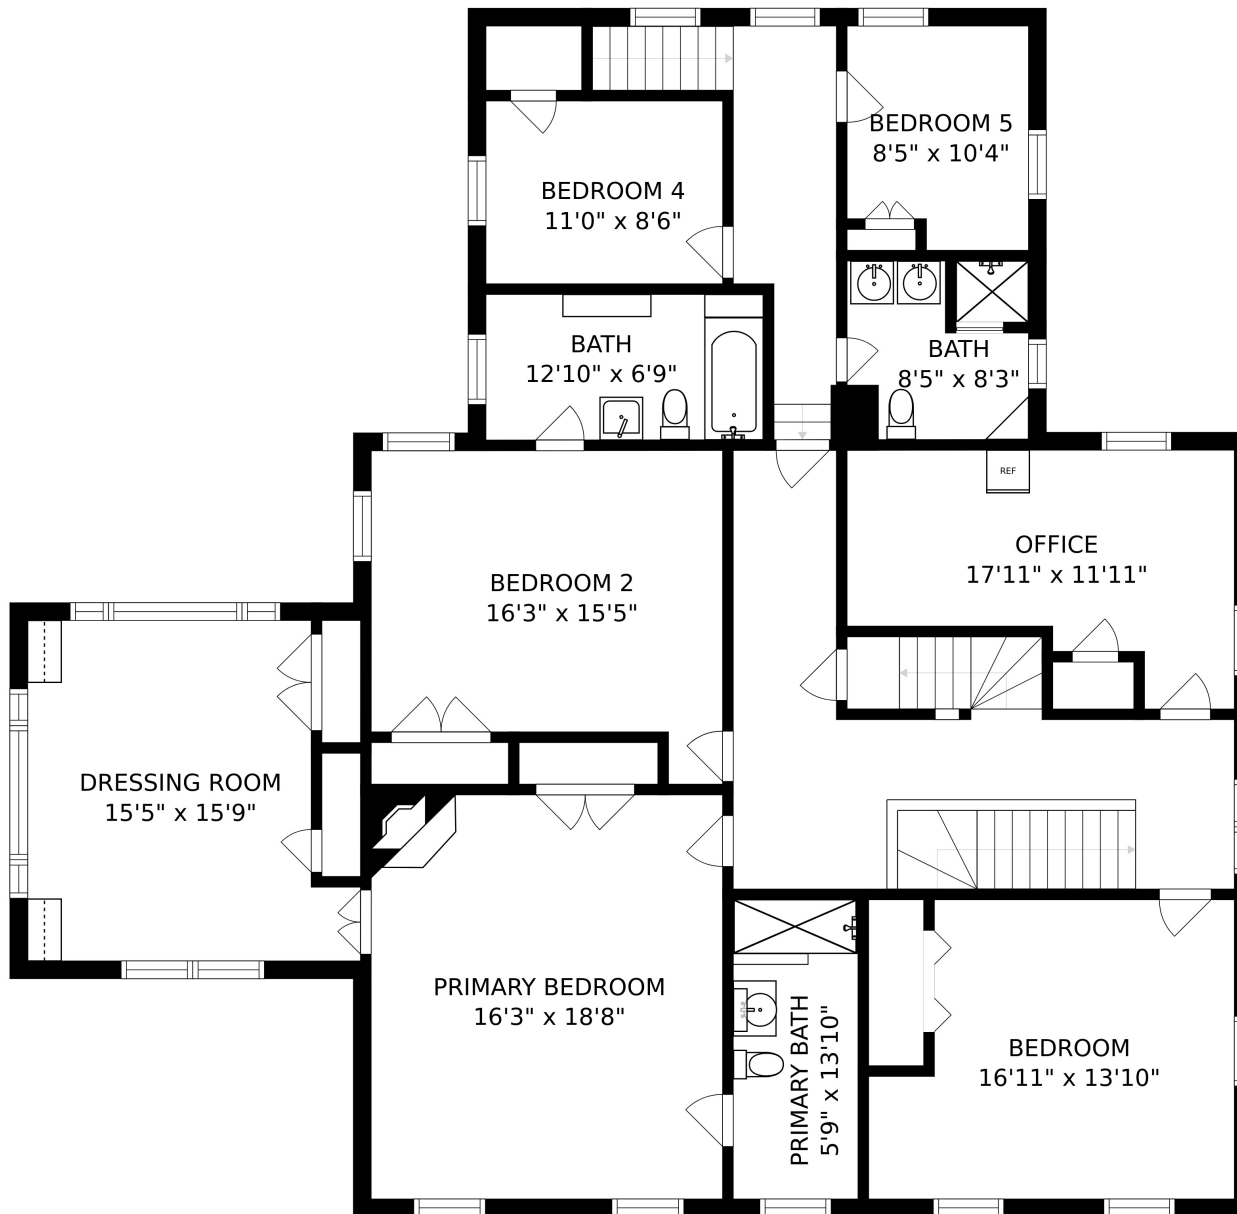 BEDROOM 5
8'5" x 10'4"
BEDROOM 4
11'0" x 8'6"
BATH
12'10" x 6'9"
BATH
8'5" x 8'3"
REF
OFFICE
17'11" x 11'11"
BEDROOM 2
16'3" x 15'5"
DRESSING ROOM
15'5" x 15'9"
PRIMARY BEDROOM
16'3" x 18'8"
PRIMARY BATH
5'9" x 13'10"
BEDROOM
16'11" x 13'10"